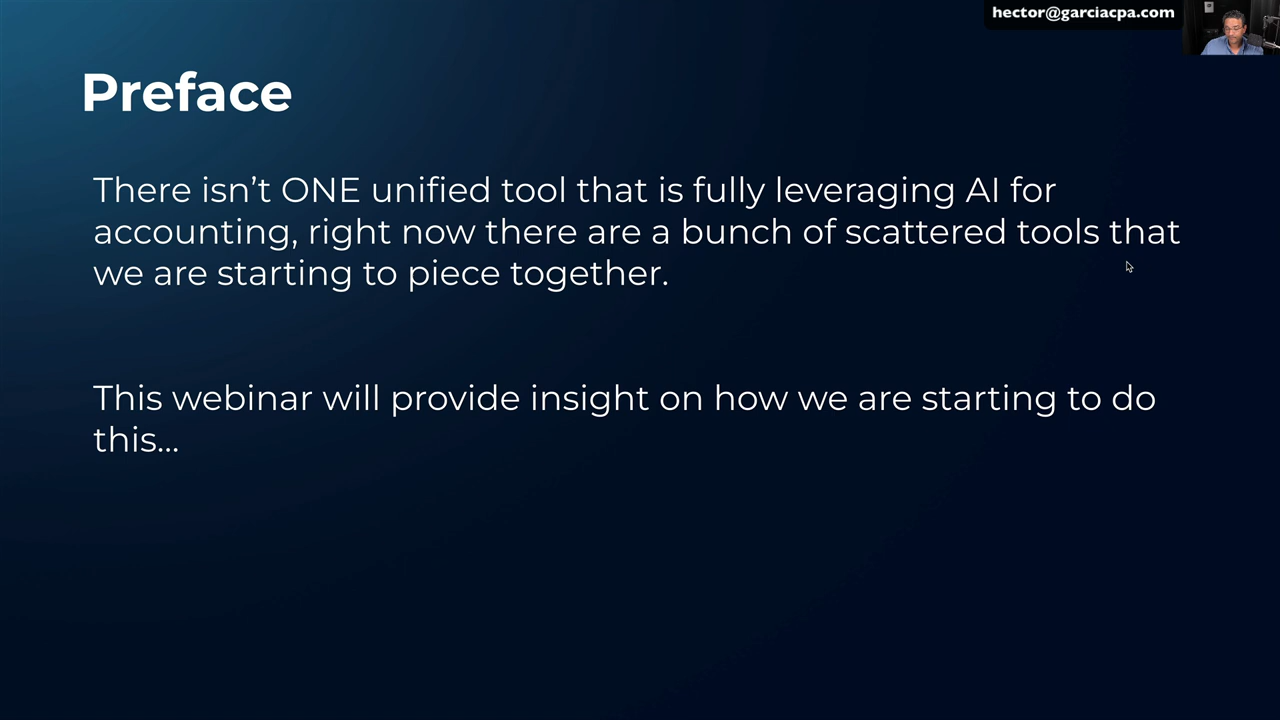 hector@garciacpa.com
Preface
There isn’t ONE unified tool that is fully leveraging AI for
accounting, right now there are a bunch of scattered tools that
we are starting to piece together.
This webinar will provide insight on how we are starting to do
this...